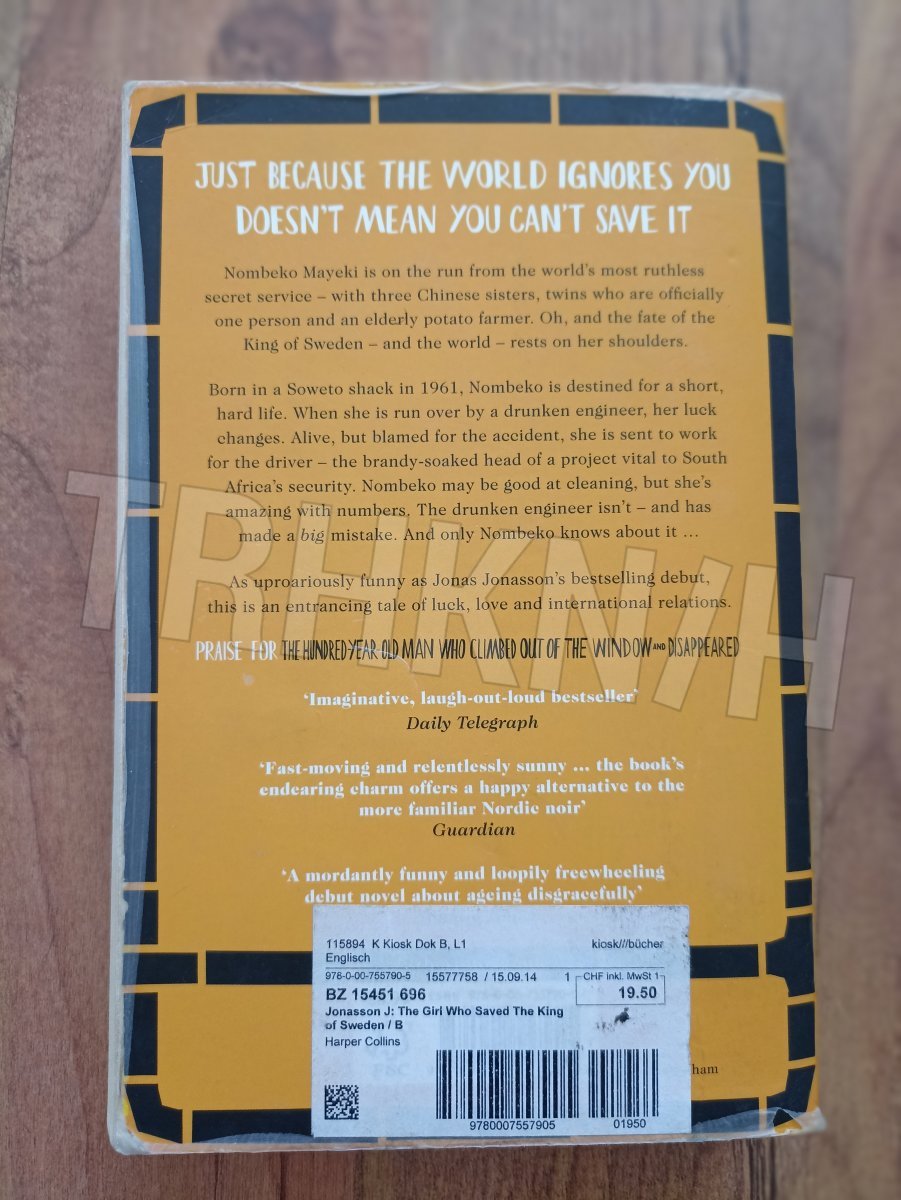 JUST BECAUSE THE WORLD IGNORES YOU
DOESN'T MEAN YOU CAN'T SAVE IT
Nombeko Mayeki is on the run from the world's most ruthless
secret service – with three Chinese sisters, twins who are officially
one person and an elderly potato farmer. Oh, and the fate of the
King of Sweden – and the world – rests on her shoulders.
Born in a Soweto shack in 1961, Nombeko is destined for a short,
hard life. When she is run over by a drunken engineer, her luck
changes. Alive, but blamed for the accident, she is sent to work
for the driver – the brandy-soaked head of a project vital to South
Africa's security. Nombeko may be good at cleaning, but she's
amazing with numbers. The drunken engineer isn't – and has
made a big mistake. And only Nombeko knows about it ...
As uproariously funny as Jonas Jonasson's bestselling debut,
this is an entrancing tale of luck, love and international relations.
TRHKN/H
PRAISE FOR THE HUNDRED-YEAR-OLD MAN WHO CLIMBED OUT OF THE WINDOW AND DISAPPEARED
'Imaginative, laugh-out-loud bestseller'
Daily Telegraph
'Fast-moving and relentlessly sunny ... the book's
endearing charm offers a happy alternative to the
more familiar Nordic noir'
Guardian
'A mordantly funny and loopily freewheeling
debut novel about ageing disgracefully'
115894 K Kiosk Dok B, L1 kiosk///bücher
Englisch
978-0-00-755790-5 15577758 / 15.09.14 1 CHF inkl. MwSt 1
BZ 15451 696 19.50
Jonasson J: The Girl Who Saved The King
of Sweden / B
Harper Collins
FSC
ham
9780007557905 01950